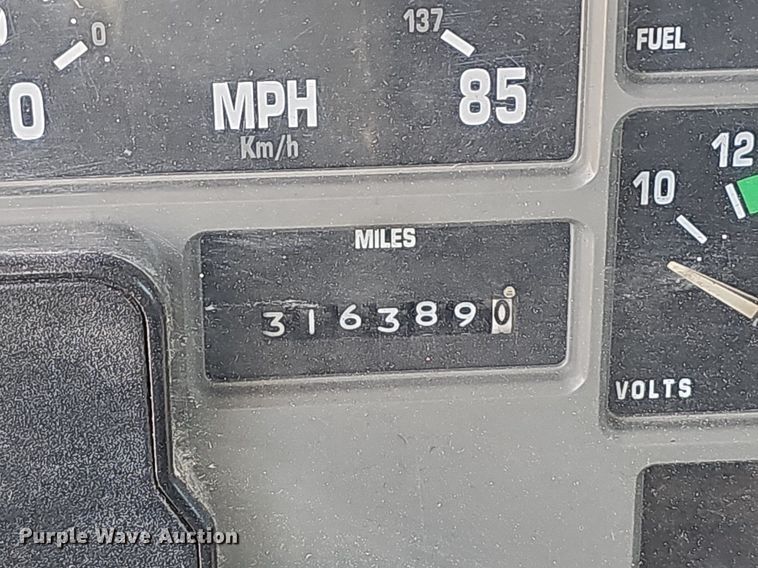 0 137
0 MPH 85
Km/h
FUEL
10 12
MILES
3163890
VOLTS
Purple Wave Auction